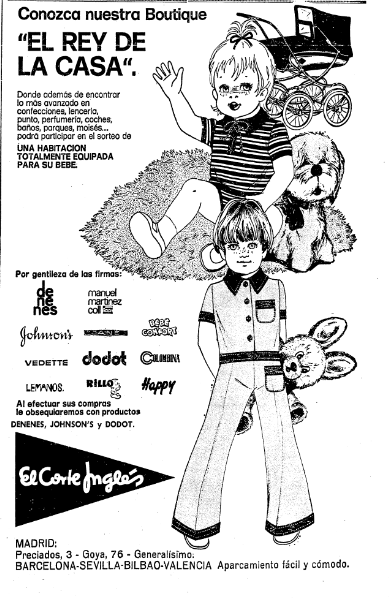 Conozca nuestra Boutique
"EL REY DE
LA CASA".
Donde además de encontrar
lo más avanzado en
confecciones, lencería,
punto, perfumería, coches,
baños, parques, moisés...
podrá participar en el sorteo de
UNA HABITACION
TOTALMENTE EQUIPADA
PARA SU BEBE.
Por gentileza de las firmas:
de
ne
nes
manuel
martinez
coll
Johnson's
BEBÉ
CONFORT
VEDETTE
dodot
COLOMBINA
LEMANOS.
RILLO
Happy
Al efectuar sus compras
le obsequiaremos con productos
DENENES, JOHNSON'S y DODOT.
El Corte Inglés
MADRID:
Preciados, 3 - Goya, 76 - Generalísimo.
BARCELONA-SEVILLA-BILBAO-VALENCIA Aparcamiento fácil y cómodo.